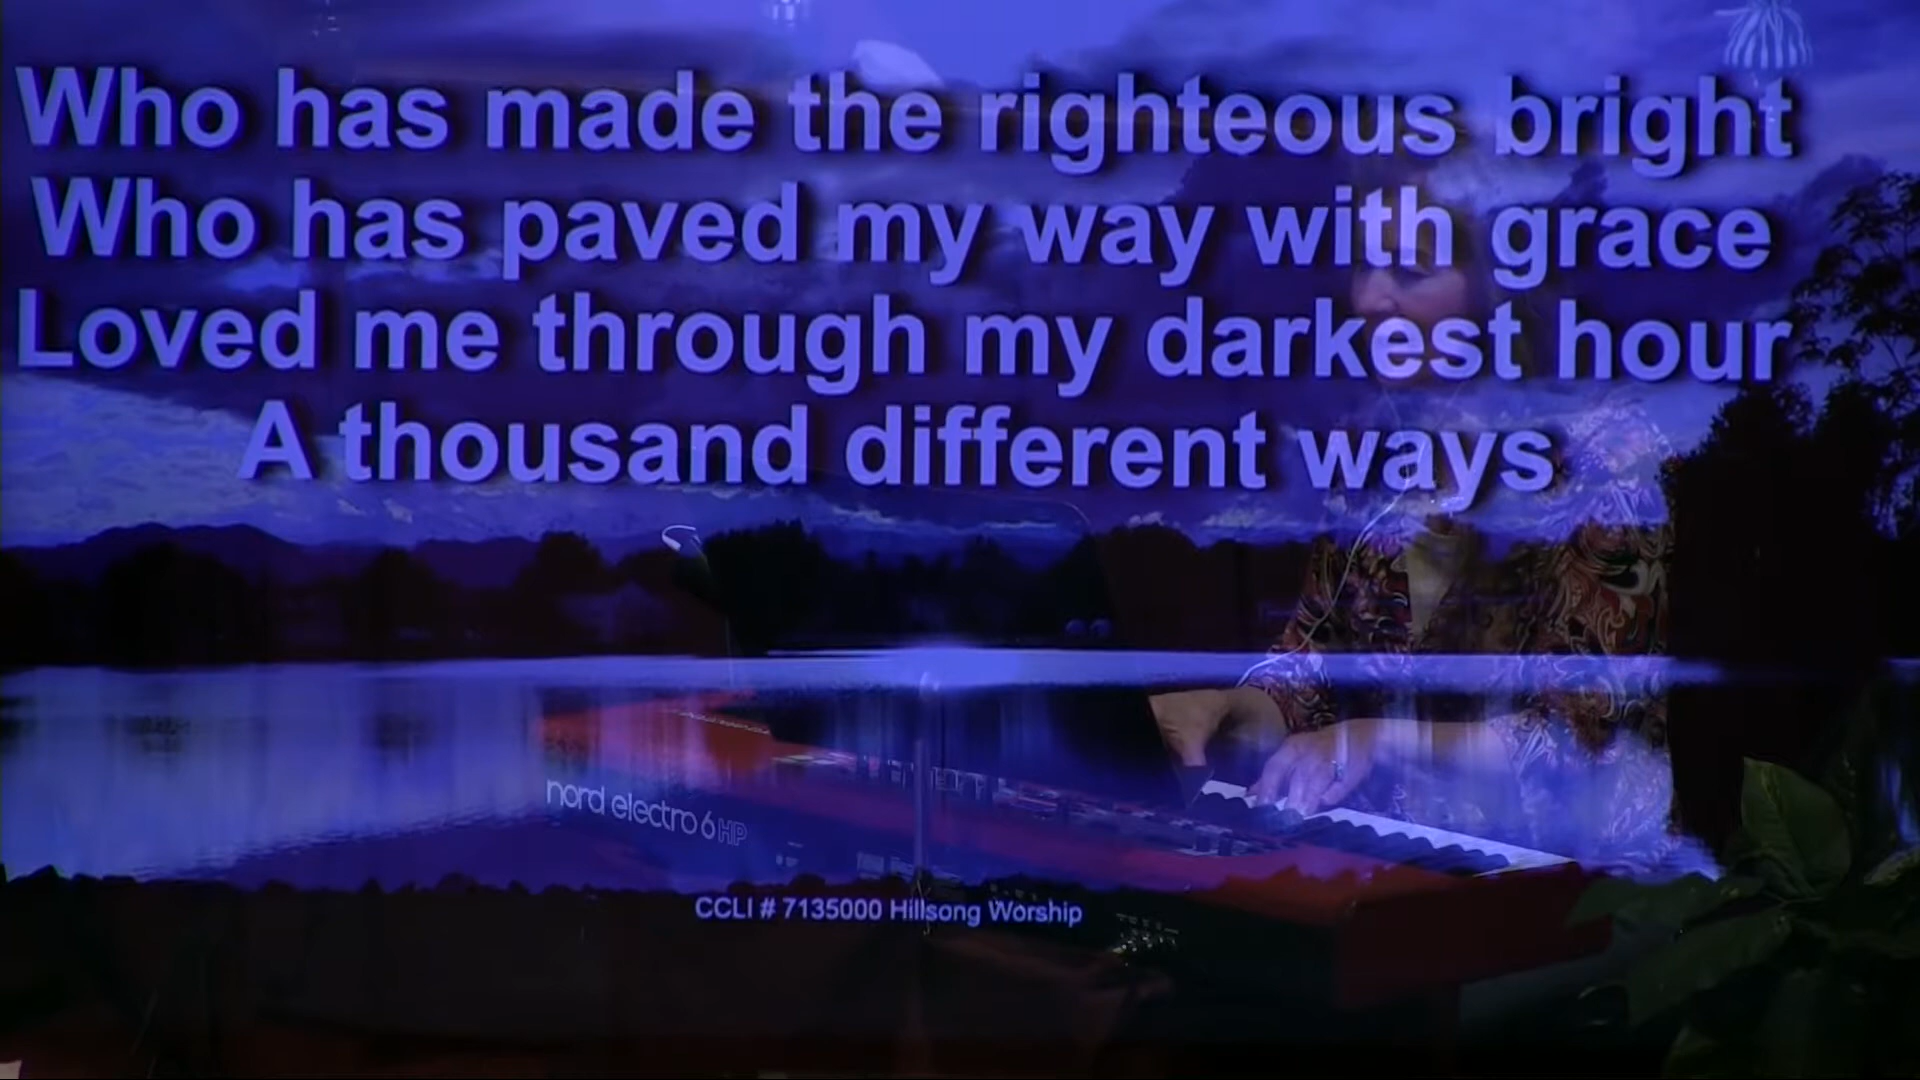 Who has made the righteous bright
Who has paved my way with grace
Loved me through my darkest hour
A thousand different ways
nord electro 6 HP
CCLI # 7135000 Hillsong Worship